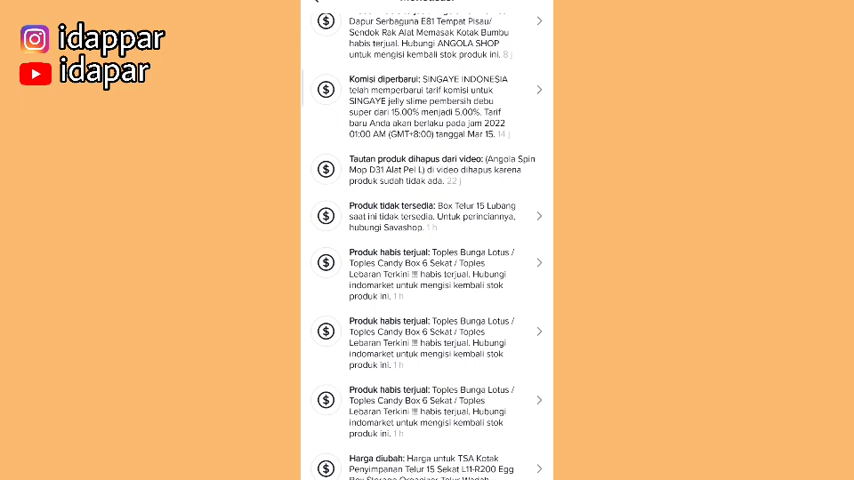 idappar
idapar
Dapur Serbaguna E81 Tempat Pisau/
Sendok Rak Alat Memasak Kotak Bumbu
habis terjual. Hubungi ANGOLA SHOP
untuk mengisi kembali stok produk ini. 8 j
Komisi diperbarui: SINGAYE INDONESIA
telah memperbarui tarif komisi untuk
SINGAYE jelly slime pembersih debu
super dari 15.00% menjadi 5.00%. Tarif
baru Anda akan berlaku pada jam 2022
01:00 AM (GMT+8:00) tanggal Mar 15. 14 j
Tautan produk dihapus dari video: (Angola Spin
Mop D31 Alat Pel L) di video dihapus karena
produk sudah tidak ada. 22 j
Produk tidak tersedia: Box Telur 15 Lubang
saat ini tidak tersedia. Untuk perinciannya,
hubungi Savashop. 1 h
Produk habis terjual: Toples Bunga Lotus /
Toples Candy Box 6 Sekat / Toples
Lebaran Terkini !!! habis terjual. Hubungi
indomarket untuk mengisi kembali stok
produk ini. 1 h
Produk habis terjual: Toples Bunga Lotus /
Toples Candy Box 6 Sekat / Toples
Lebaran Terkini !!! habis terjual. Hubungi
indomarket untuk mengisi kembali stok
produk ini. 1 h
Produk habis terjual: Toples Bunga Lotus /
Toples Candy Box 6 Sekat / Toples
Lebaran Terkini !!! habis terjual. Hubungi
indomarket untuk mengisi kembali stok
produk ini. 1 h
Harga diubah: Harga untuk TSA Kotak
Penyimpanan Telur 15 Sekat L11-R200 Egg
Box Storage Organizer Telur Wadah